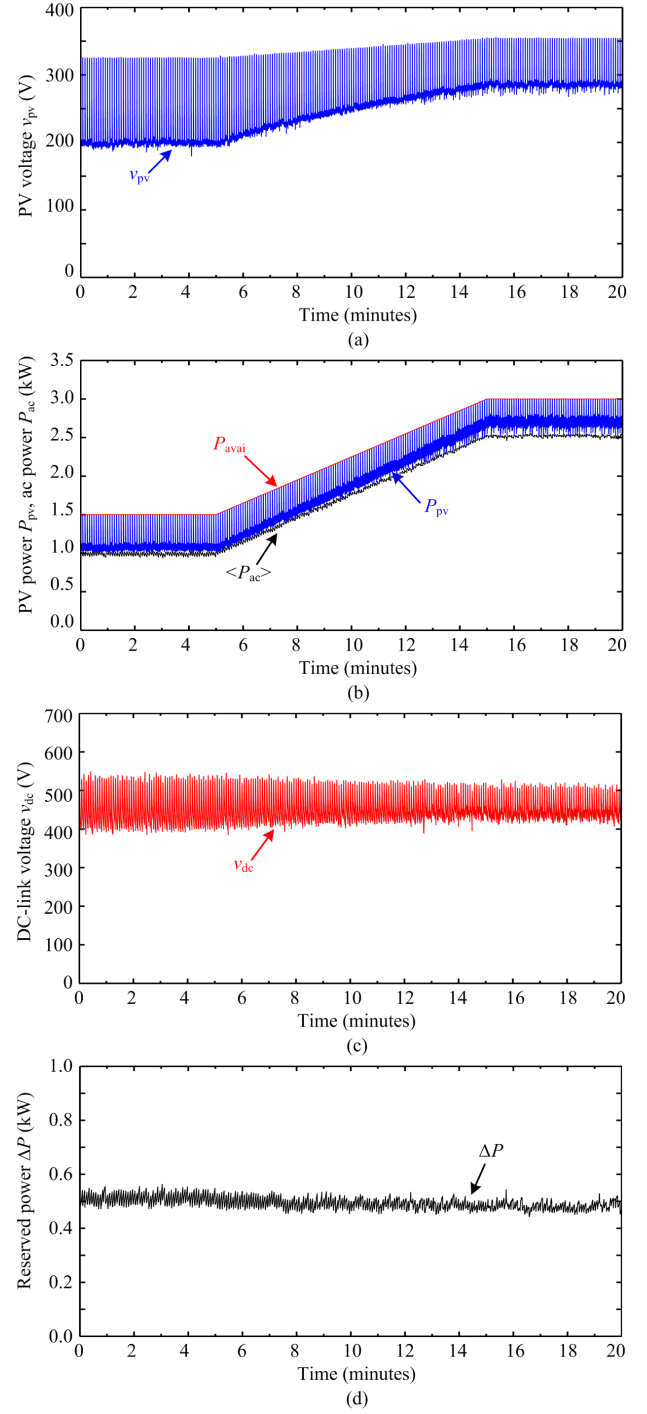 400
300
200
100
0
PV voltage vpv (V)
vpv
0 2 4 6 8 10 12 14 16 18 20
Time (minutes)
(a)
3.5
3.0
2.5
2.0
1.5
1.0
0.5
0.0
PV power Ppv, ac power Pac (kW)
Pavai
Ppv
<Pac>
0 2 4 6 8 10 12 14 16 18 20
Time (minutes)
(b)
700
600
500
400
300
200
100
0
DC-link voltage vdc (V)
vdc
0 2 4 6 8 10 12 14 16 18 20
Time (minutes)
(c)
1.0
0.8
0.6
0.4
0.2
0.0
Reserved power ΔP (kW)
ΔP
0 2 4 6 8 10 12 14 16 18 20
Time (minutes)
(d)